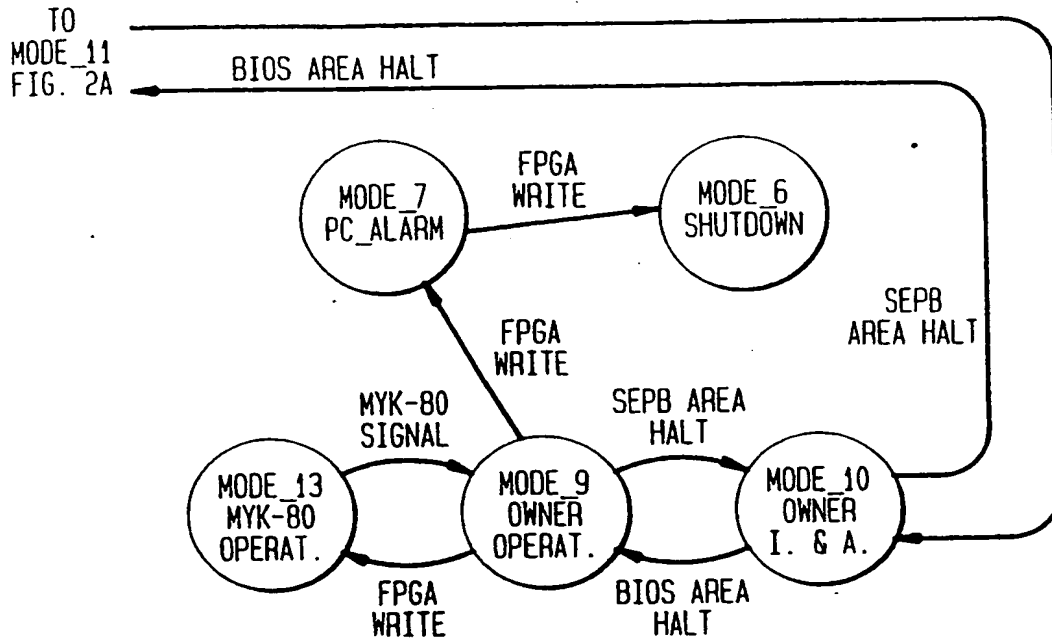 TO
MODE_11
FIG. 2A
BIOS AREA HALT
FPGA
WRITE
MODE_7
PC_ALARM
MODE_6
SHUTDOWN
SEPB
AREA HALT
FPGA
WRITE
MYK-80
SIGNAL
SEPB AREA
HALT
MODE_13
MYK-80
OPERAT.
MODE_9
OWNER
OPERAT.
MODE_10
OWNER
I. & A.
FPGA
WRITE
BIOS AREA
HALT